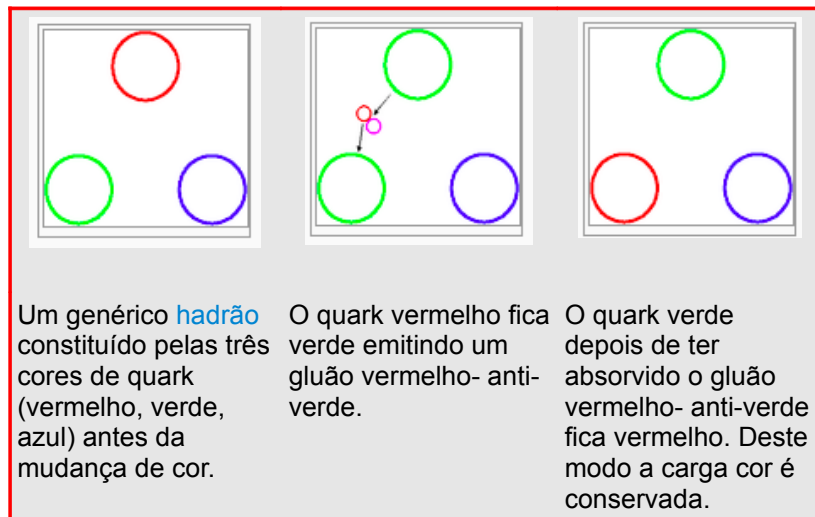 Um genérico hadrão
constituído pelas três
cores de quark
(vermelho, verde,
azul) antes da
mudança de cor.
O quark vermelho fica
verde emitindo um
gluão vermelho- anti-
verde.
O quark verde
depois de ter
absorvido o gluão
vermelho- anti-verde
fica vermelho. Deste
modo a carga cor é
conservada.